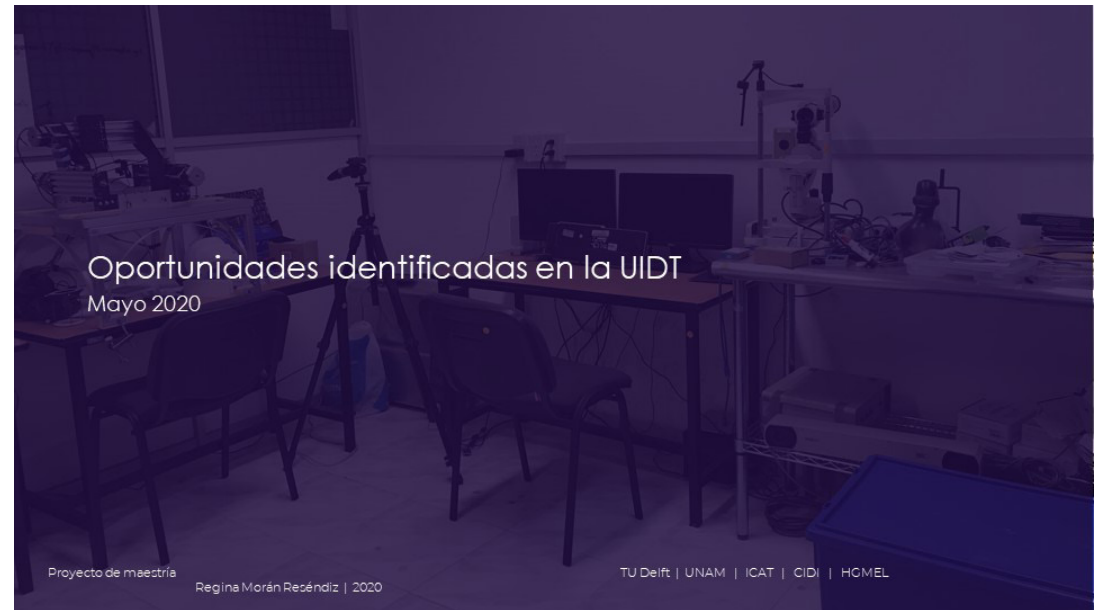 Oportunidades identificadas en la UIDT
Mayo 2020
Proyecto de maestría
Regina Morán Reséndiz | 2020
TU Delft | UNAM | ICAT | CIDI | HGMEL